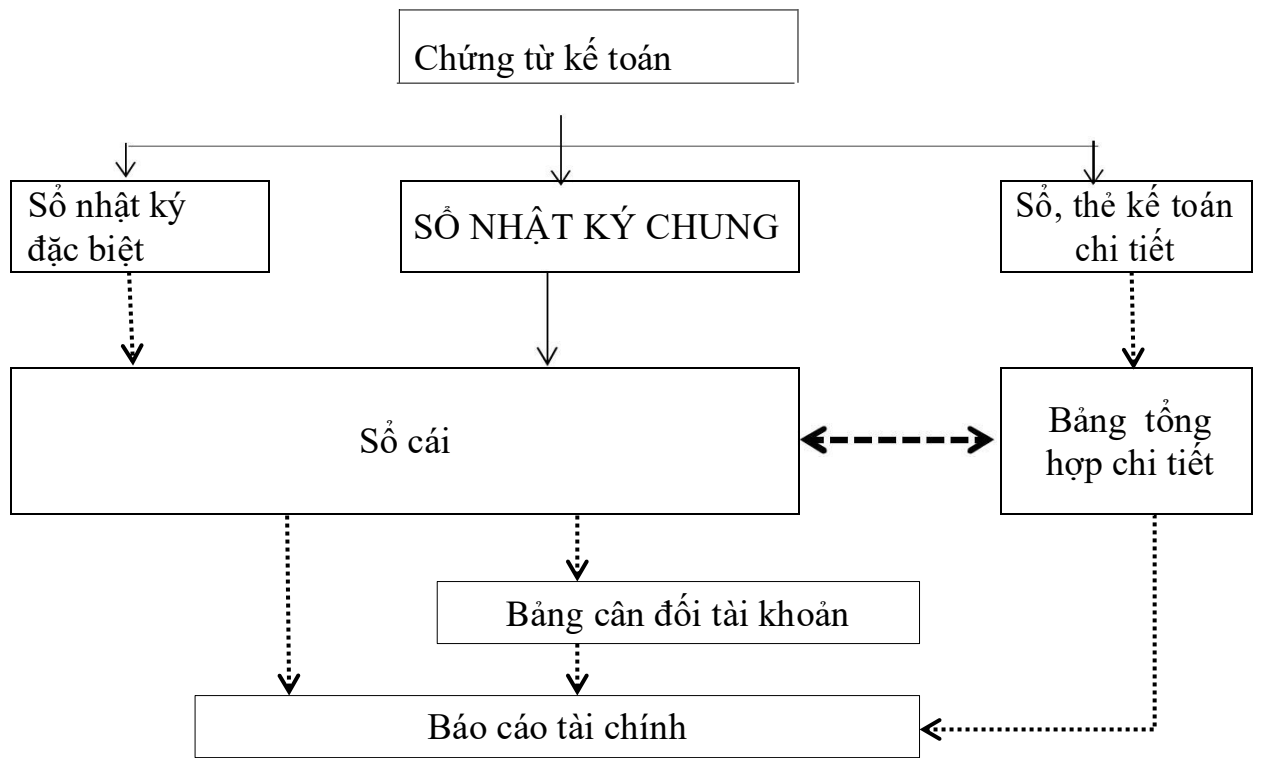 Chứng từ kế toán
Sổ nhật ký
đặc biệt
SỔ NHẬT KÝ CHUNG
Sổ, thẻ kế toán
chi tiết
Sổ cái
Bảng tổng
hợp chi tiết
Bảng cân đối tài khoản
Báo cáo tài chính